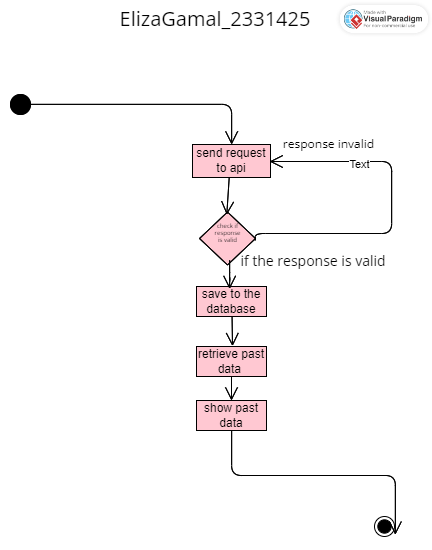 ElizaGamal_2331425
Made with
Visual Paradigm
For non-commercial use
response invalid
send request
to api
Text
check if
response
is valid
if the response is valid
save to the
database
retrieve past
data
show past
data